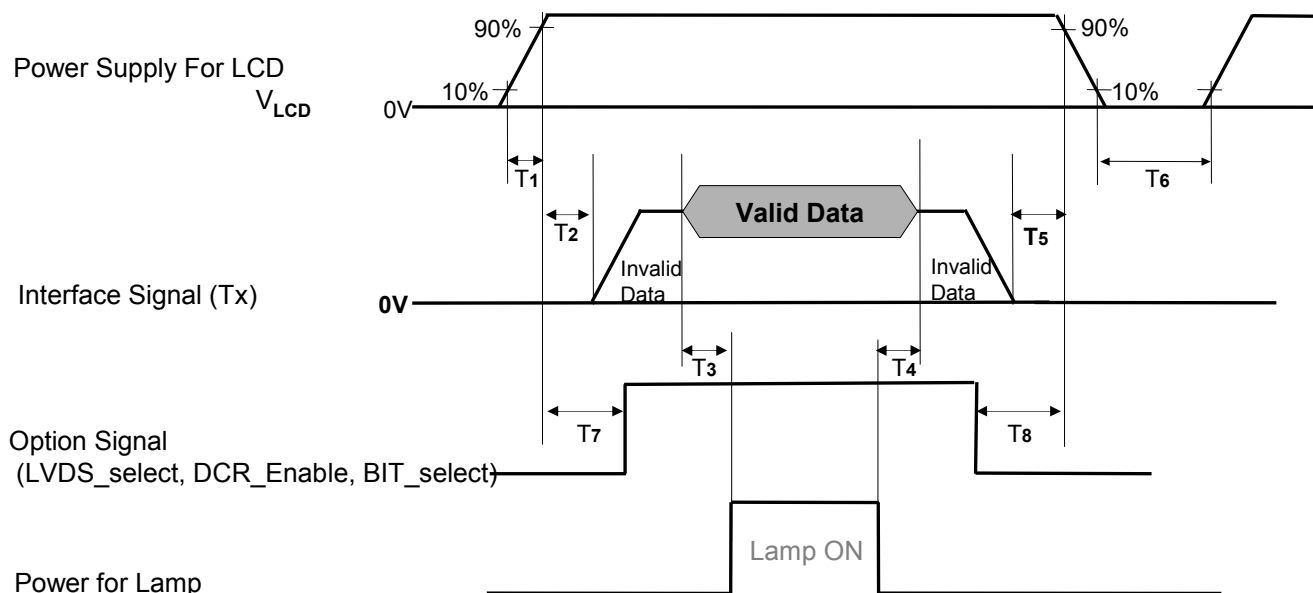 90%
90%
Power Supply For LCD
VLCD
10%
0V
10%
T1
T6
T2
Valid Data
T5
Interface Signal (Tx)
0V
Invalid
Data
Invalid
Data
T3
T4
T7
T8
Option Signal
(LVDS_select, DCR_Enable, BIT_select)
Lamp ON
Power for Lamp